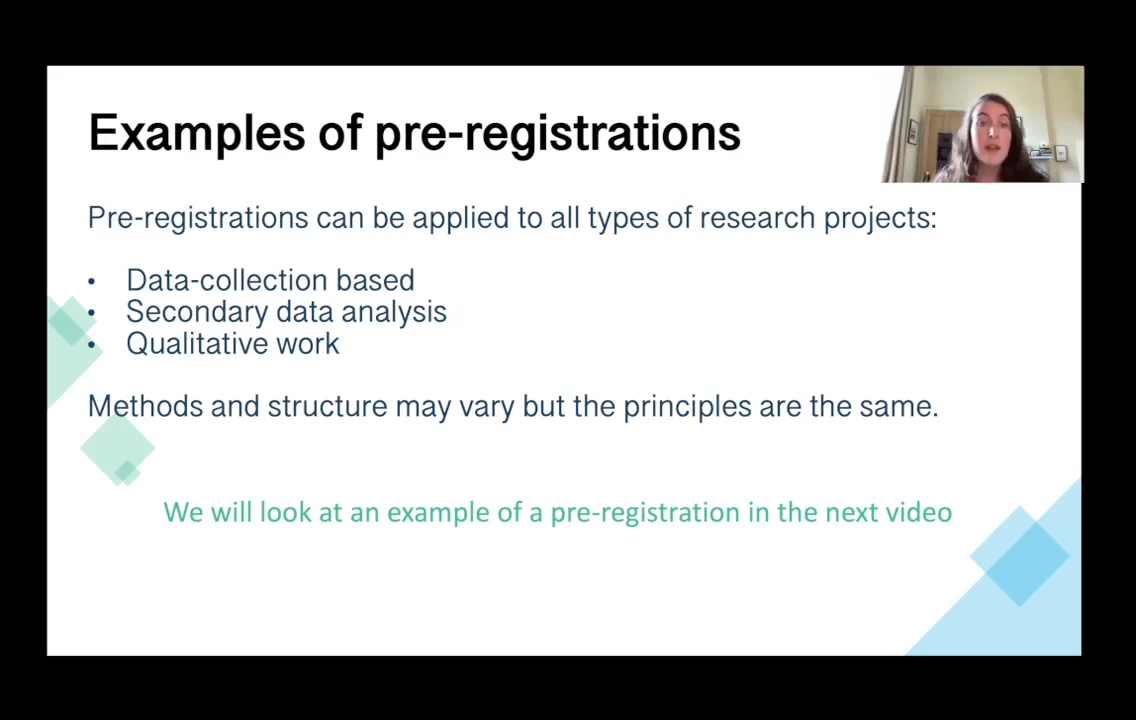 Examples of pre-registrations
Pre-registrations can be applied to all types of research projects:
• Data-collection based
• Secondary data analysis
• Qualitative work
Methods and structure may vary but the principles are the same.
We will look at an example of a pre-registration in the next video